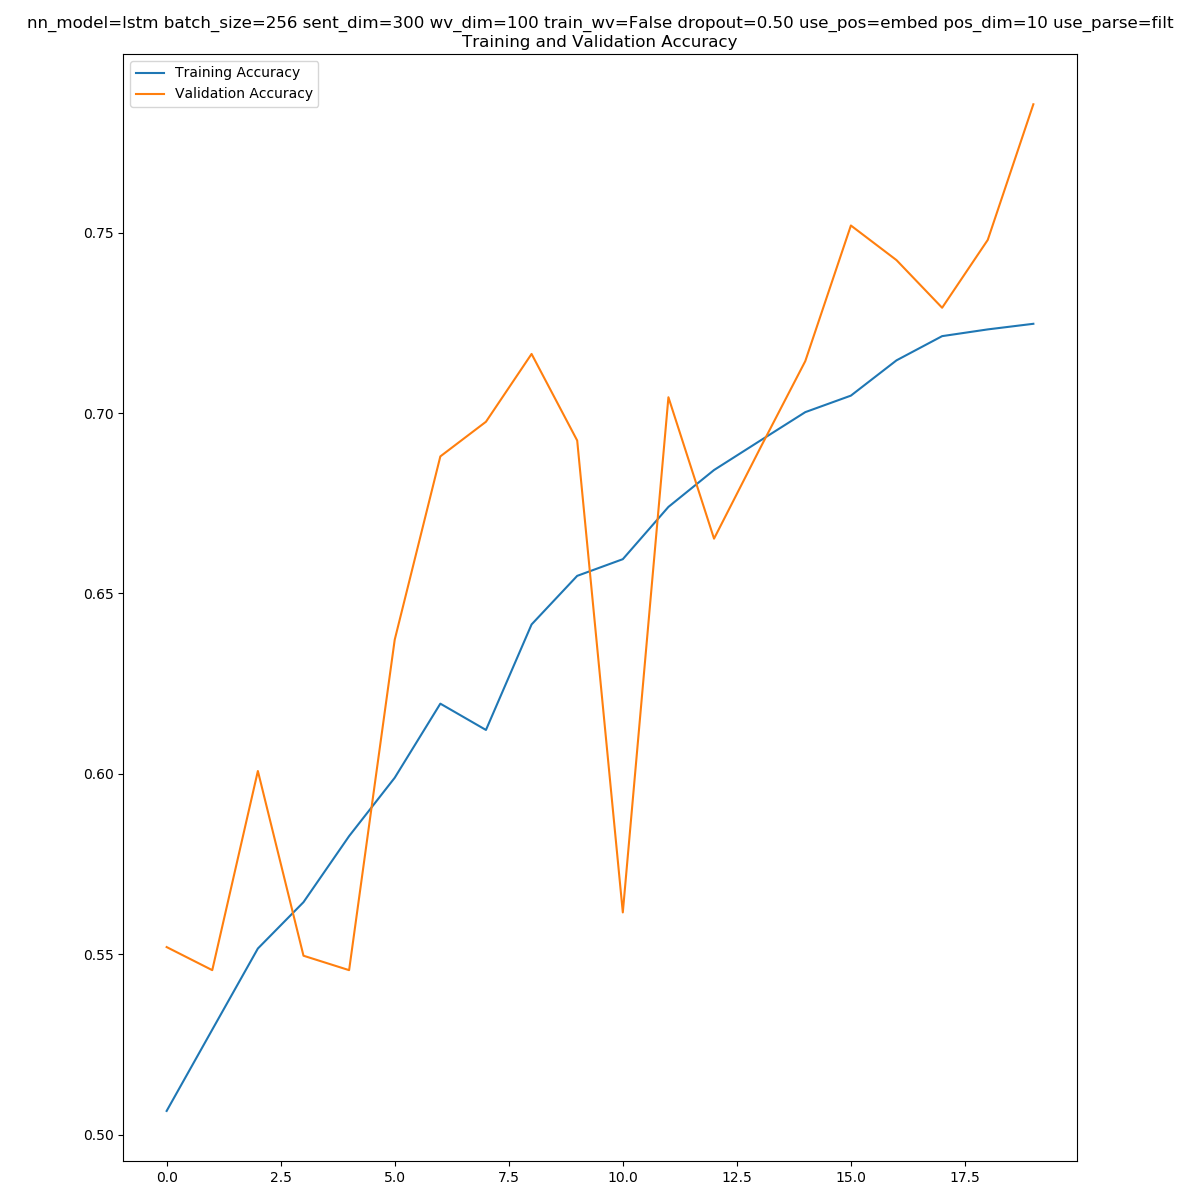 nn_model=lstm batch_size=256 sent_dim=300 wv_dim=100 train_wv=False dropout=0.50 use_pos=embed pos_dim=10 use_parse=filt
Training and Validation Accuracy
Training Accuracy
Validation Accuracy
0.75
0.70
0.65
0.60
0.55
0.50
0.0 2.5 5.0 7.5 10.0 12.5 15.0 17.5